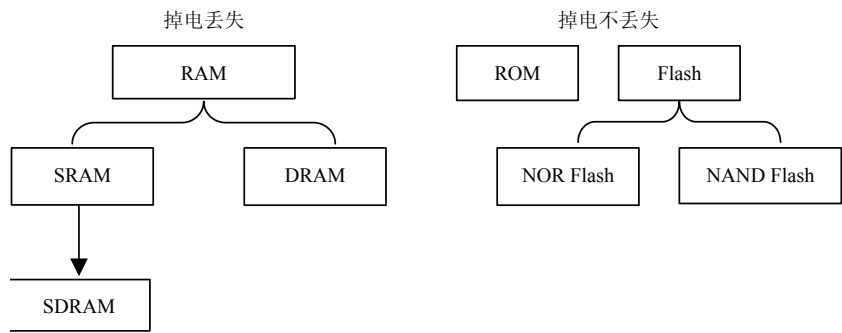 掉电丢失
掉电不丢失
RAM
ROM
Flash
SRAM
DRAM
NOR Flash
NAND Flash
SDRAM